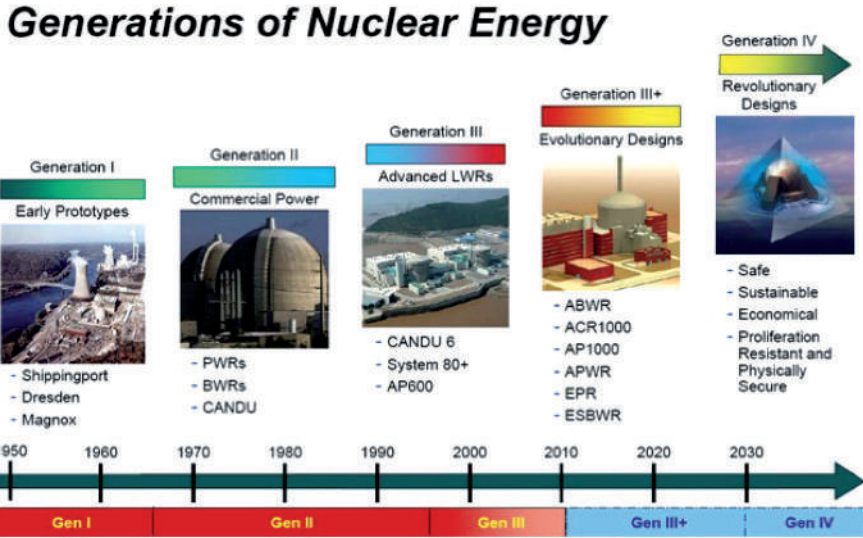 Generations of Nuclear Energy
Generation I
Early Prototypes
- Shippingport
- Dresden
- Magnox
Generation II
Commercial Power
- PWRs
- BWRs
- CANDU
Generation III
Advanced LWRs
- CANDU 6
- System 80+
- AP600
Generation III+
Evolutionary Designs
- ABWR
- ACR1000
- AP1000
- APWR
- EPR
- ESBWR
Generation IV
Revolutionary
Designs
- Safe
- Sustainable
- Economical
- Proliferation
Resistant and
Physically
Secure
950 1960 1970 1980 1990 2000 2010 2020 2030
Gen I Gen II Gen III Gen III+ Gen IV